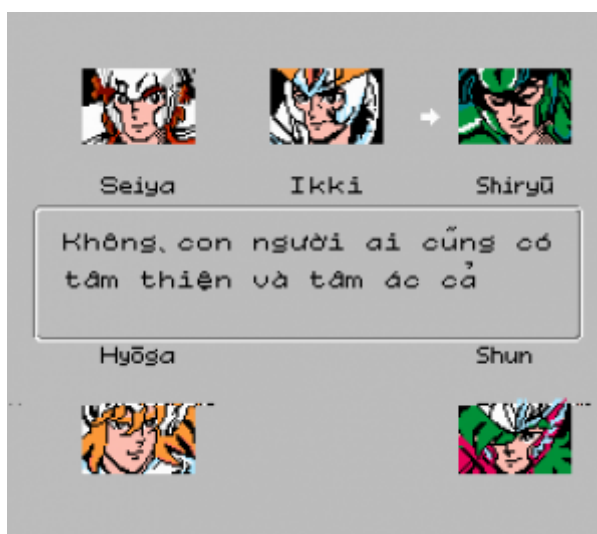 Seiya Ikki Shiryū
Không, con người ai cũng có
tâm thiện và tâm ác cả
Hyōga Shun